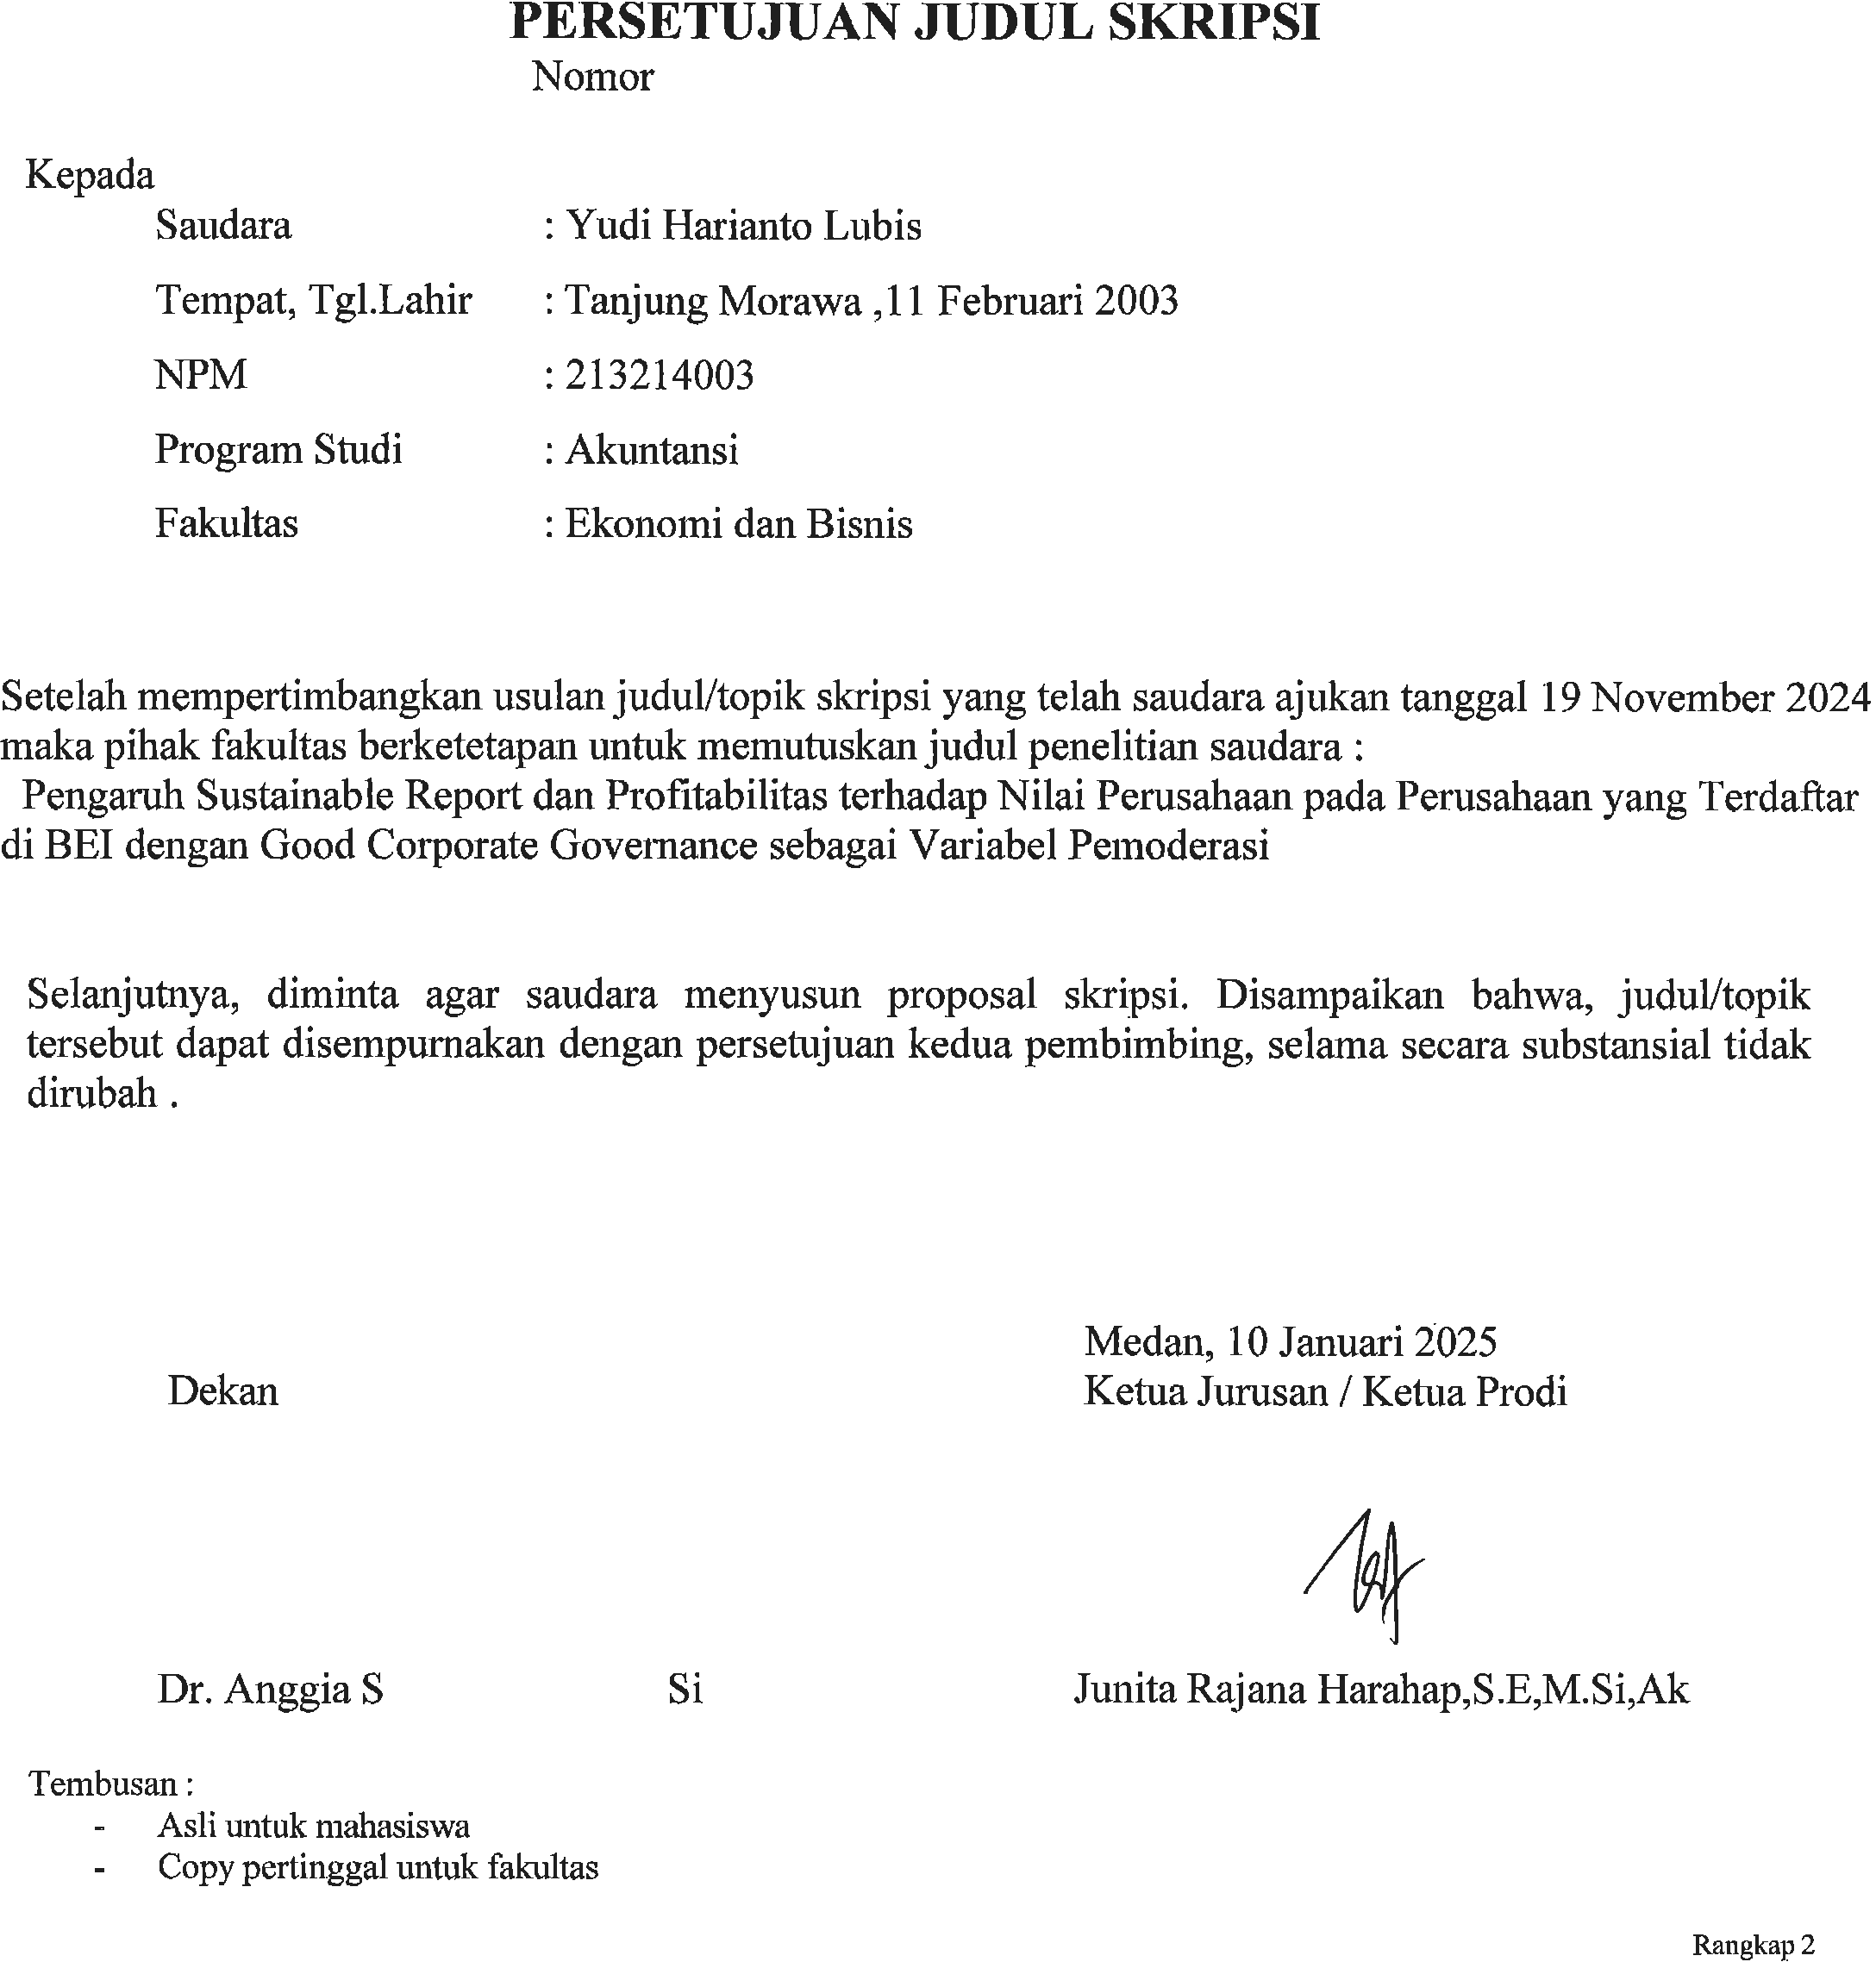 PERSETUJUAN JUDUL SKRIPSI
Nomor
Kepada
Saudara : Yudi Harianto Lubis
Tempat, Tgl.Lahir : Tanjung Morawa ,11 Februari 2003
NPM : 213214003
Program Studi : Akuntansi
Fakultas : Ekonomi dan Bisnis
Setelah mempertimbangkan usulan judul/topik skripsi yang telah saudara ajukan tanggal 19 November 2024
maka pihak fakultas berketetapan untuk memutuskan judul penelitian saudara :
Pengaruh Sustainable Report dan Profitabilitas terhadap Nilai Perusahaan pada Perusahaan yang Terdaftar
di BEI dengan Good Corporate Governance sebagai Variabel Pemoderasi
Selanjutnya, diminta agar saudara menyusun proposal skripsi. Disampaikan bahwa, judul/topik
tersebut dapat disempurnakan dengan persetujuan kedua pembimbing, selama secara substansial tidak
dirubah .
Medan, 10 Januari 2025
Dekan Ketua Jurusan / Ketua Prodi
Dr. Anggia S Si Junita Rajana Harahap,S.E,M.Si,Ak
Tembusan :
- Asli untuk mahasiswa
- Copy pertinggal untuk fakultas
Rangkap 2